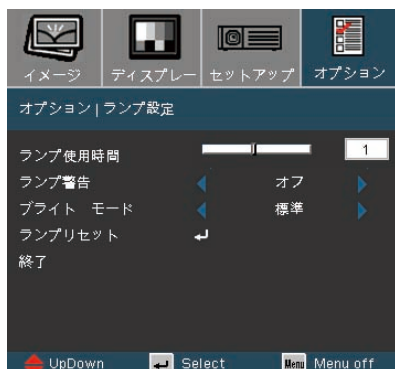 イメージ ディスプレー セットアップ オプション
オプション | ランプ設定
ランプ使用時間 1
ランプ警告 オフ
ブライト モード 標準
ランプリセット
終了
UpDown Select Menu Menu off